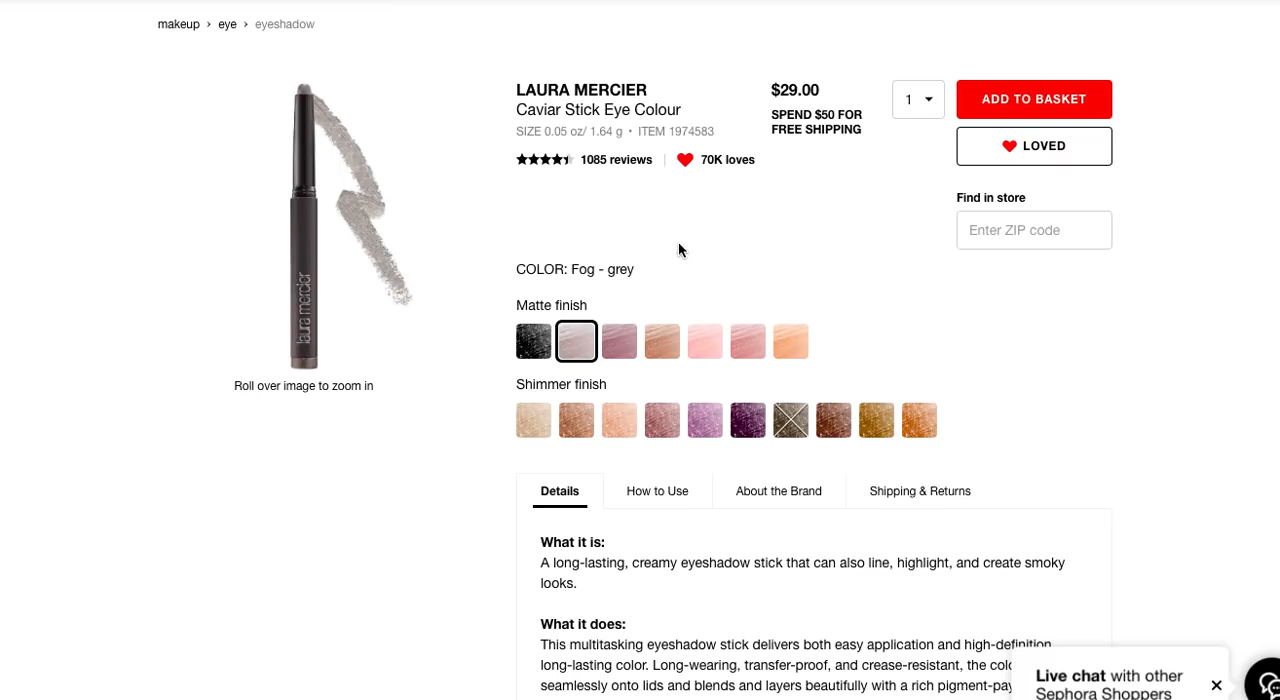 makeup › eye › eyeshadow
LAURA MERCIER
Caviar Stick Eye Colour
SIZE 0.05 oz/ 1.64 g • ITEM 1974583
1085 reviews
70K loves
$29.00
SPEND $50 FOR
FREE SHIPPING
1
ADD TO BASKET
LOVED
Find in store
Enter ZIP code
laura mercier
Roll over image to zoom in
COLOR: Fog - grey
Matte finish
Shimmer finish
Details
How to Use
About the Brand
Shipping & Returns
What it is:
A long-lasting, creamy eyeshadow stick that can also line, highlight, and create smoky
looks.
What it does:
This multitasking eyeshadow stick delivers both easy application and high-definition,
long-lasting color. Long-wearing, transfer-proof, and crease-resistant, the
seamlessly onto lids and blends and layers beautifully with a rich
Live chat with other
Sephora Shoppers